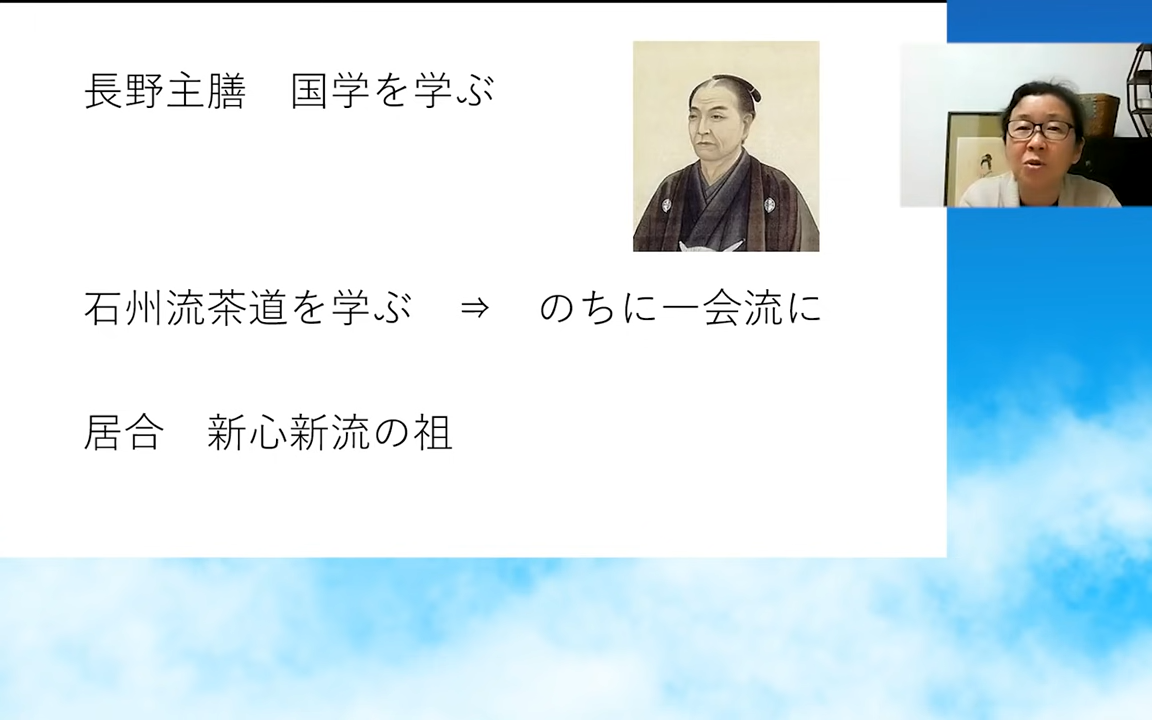 長野主膳　国学を学ぶ
石州流茶道を学ぶ　⇒　のちに一会流に
居合　新心新流の祖